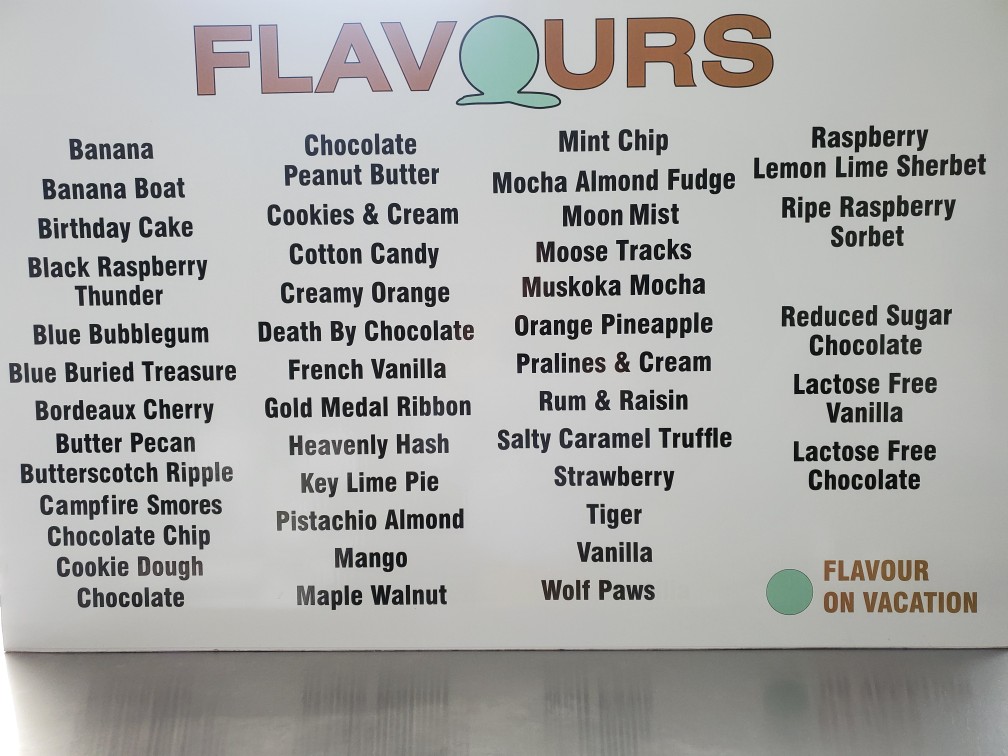 FLAVOURS
Banana
Banana Boat
Birthday Cake
Black Raspberry
Thunder
Blue Bubblegum
Blue Buried Treasure
Bordeaux Cherry
Butter Pecan
Butterscotch Ripple
Campfire Smores
Chocolate Chip
Cookie Dough
Chocolate
Chocolate
Peanut Butter
Cookies & Cream
Cotton Candy
Creamy Orange
Death By Chocolate
French Vanilla
Gold Medal Ribbon
Heavenly Hash
Key Lime Pie
Pistachio Almond
Mango
Maple Walnut
Mint Chip
Mocha Almond Fudge
Moon Mist
Moose Tracks
Muskoka Mocha
Orange Pineapple
Pralines & Cream
Rum & Raisin
Salty Caramel Truffle
Strawberry
Tiger
Vanilla
Wolf Paws
Raspberry
Lemon Lime Sherbet
Ripe Raspberry
Sorbet
Reduced Sugar
Chocolate
Lactose Free
Vanilla
Lactose Free
Chocolate
FLAVOUR
ON VACATION